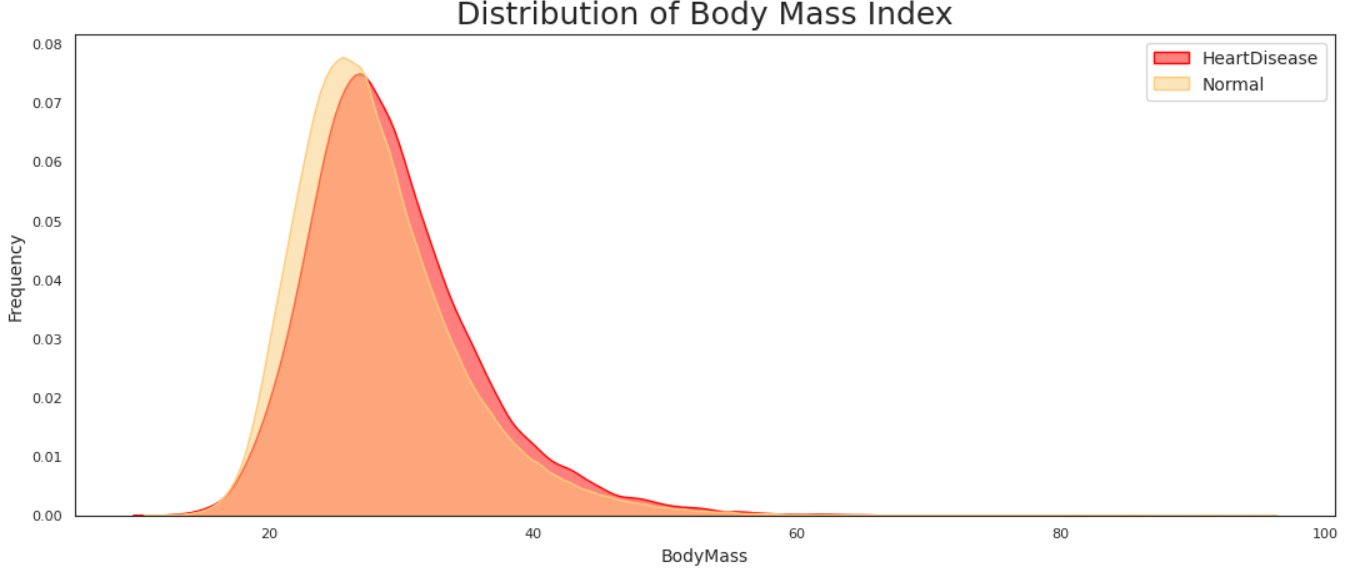 Distribution of Body Mass Index
HeartDisease
Normal
0.08
0.07
0.06
0.05
0.04
0.03
0.02
0.01
0.00
Frequency
20 40 60 80 100
BodyMass